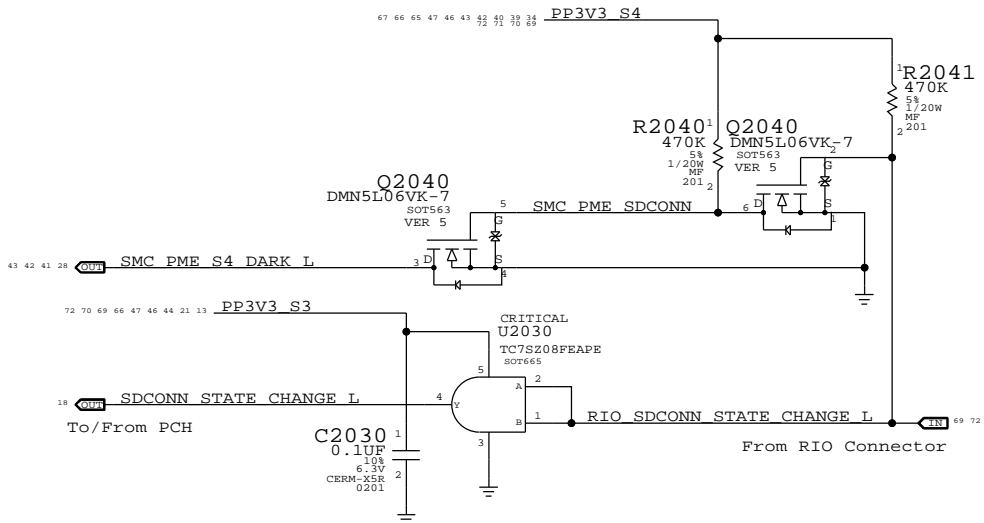 67 66 65 47 46 43 42 40 39 34
72 71 70 69
PP3V3_S4
1
R2041
470K
5%
1/20W
MF
201
2
R2040
470K
5%
1/20W
MF
201
1
2
Q2040
DMN5L06VK-7
SOT563
VER 5
2
G
D
S
6
1
Q2040
DMN5L06VK-7
SOT563
VER 5
5
G
SMC_PME_SDCONN
43 42 41 28
OUT
SMC_PME_S4_DARK_L
3
D
S
4
72 70 69 66 47 46 44 21 13
PP3V3_S3
CRITICAL
U2030
TC7SZ08FEAPE
SOT665
5
A
2
18
OUT
SDCONN_STATE_CHANGE_L
4
Y
B
1
RIO_SDCONN_STATE_CHANGE_L
IN
69 72
To/From PCH
From RIO Connector
3
C2030
0.1UF
10%
6.3V
CERM-X5R
0201
1
2